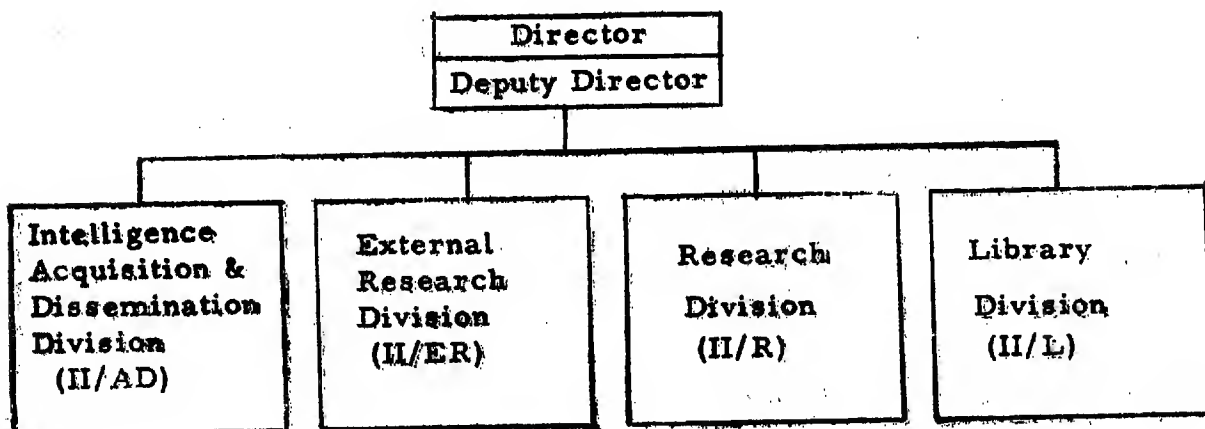 Director
Deputy Director
Intelligence
Acquisition &
Dissemination
Division
(II/AD)
External
Research
Division
(II/ER)
Research
Division
(II/R)
Library
Division
(II/L)